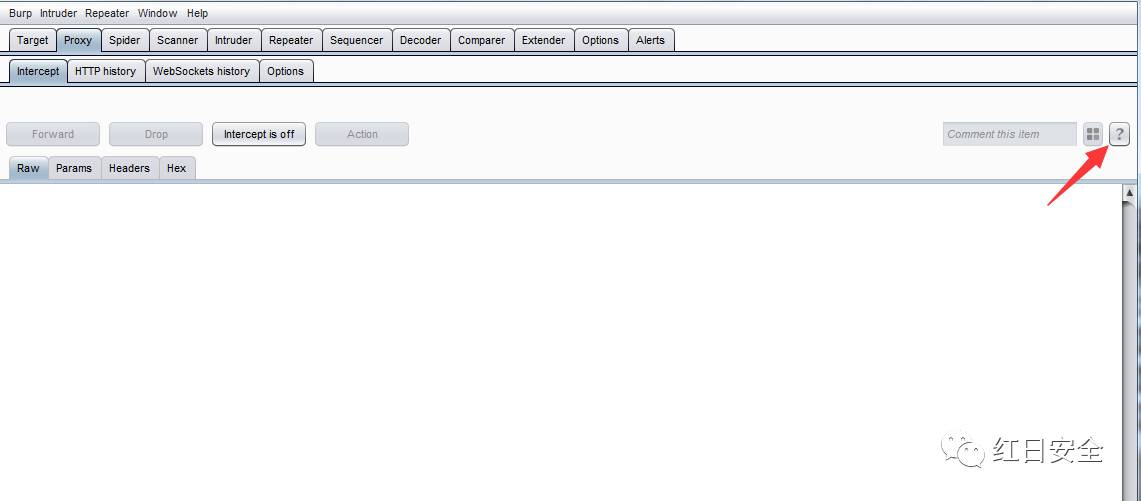 Burp Intruder Repeater Window Help
Target Proxy Spider Scanner Intruder Repeater Sequencer Decoder Comparer Extender Options Alerts
Intercept HTTP history WebSockets history Options
Forward Drop Intercept is off Action Comment this item ?
Raw Params Headers Hex
红日安全